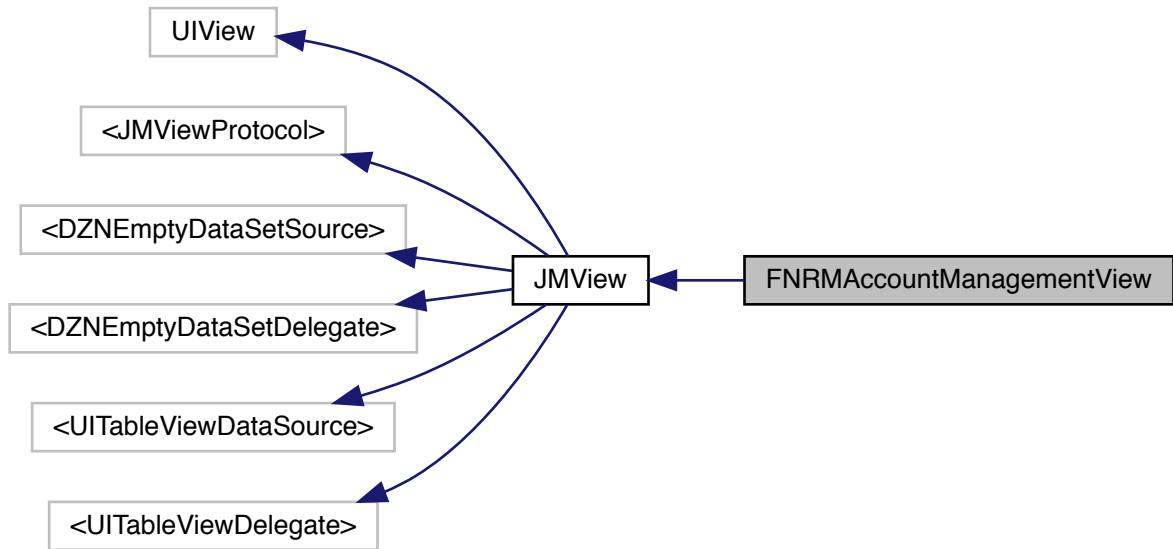 UIView
<JMViewProtocol>
<DZNEmptyDataSetSource>
JMView
FNRMAccountManagementView
<DZNEmptyDataSetDelegate>
<UITableViewDataSource>
<UITableViewDelegate>